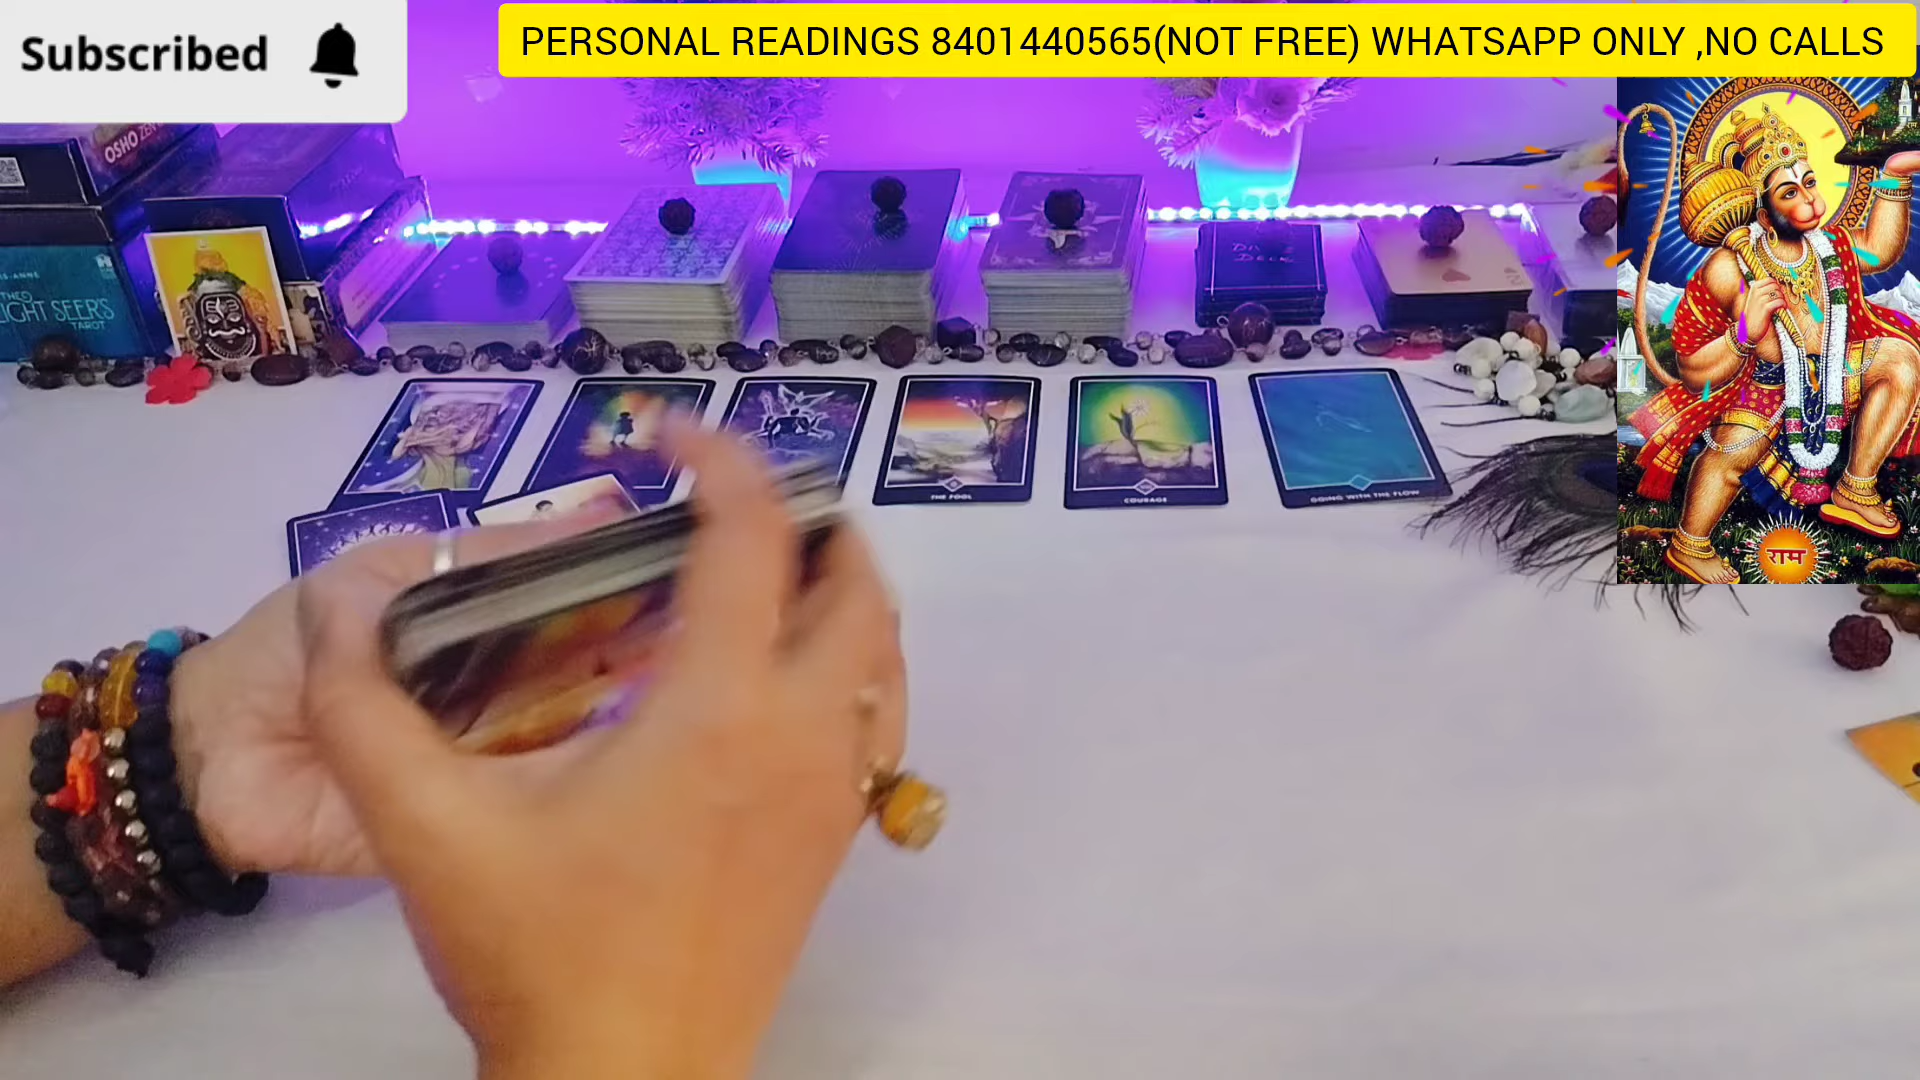 Subscribed
PERSONAL READINGS 8401440565(NOT FREE) WHATSAPP ONLY ,NO CALLS
OSHO ZEN
LIGHT SEER'S
TAROT
THE FOOL
COURAGE
GOING WITH THE FLOW
राम